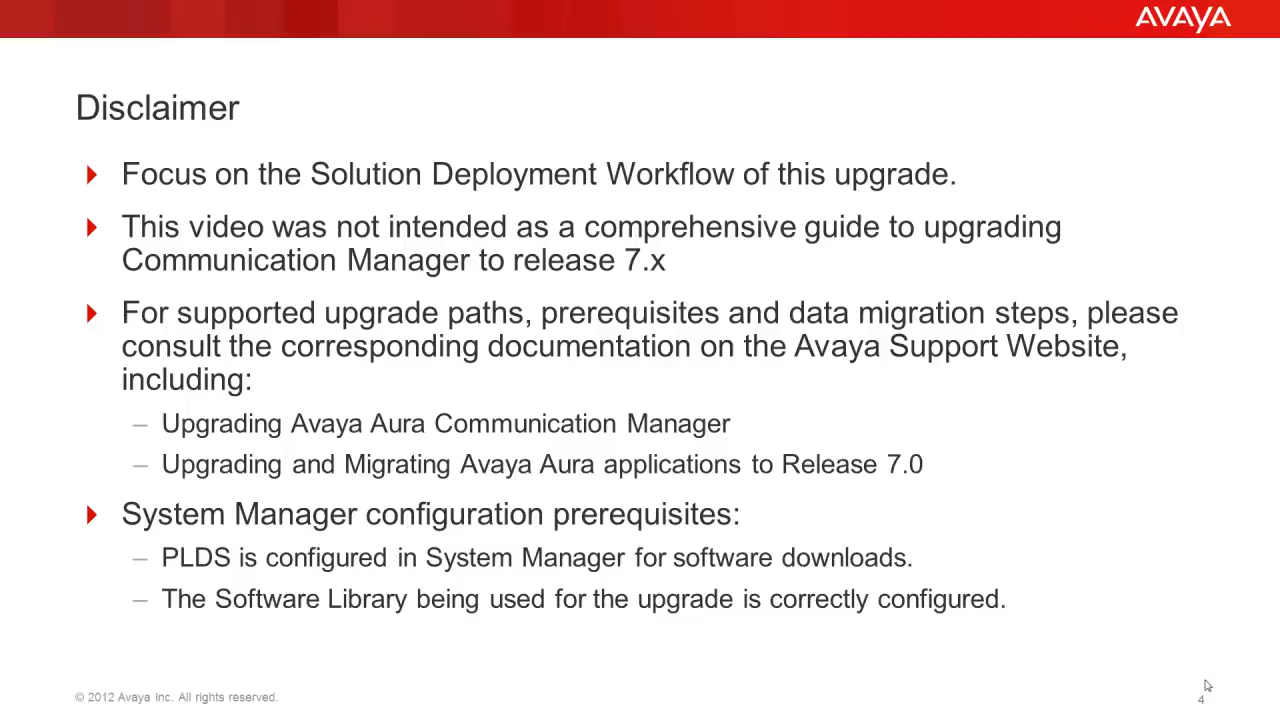 AVAYA
Disclaimer
Focus on the Solution Deployment Workflow of this upgrade.
This video was not intended as a comprehensive guide to upgrading
Communication Manager to release 7.x
For supported upgrade paths, prerequisites and data migration steps, please
consult the corresponding documentation on the Avaya Support Website,
including:
– Upgrading Avaya Aura Communication Manager
– Upgrading and Migrating Avaya Aura applications to Release 7.0
System Manager configuration prerequisites:
– PLDS is configured in System Manager for software downloads.
– The Software Library being used for the upgrade is correctly configured.
© 2012 Avaya Inc. All rights reserved.
4